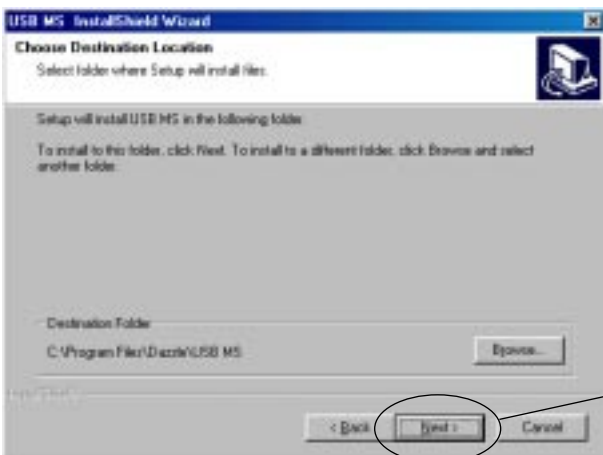 USB MS InstallShield Wizard
Choose Destination Location
Select folder where Setup will install files.
Setup will install USB MS in the following folder.
To install to this folder, click Next. To install to a different folder, click Browse and select
another folder.
Destination Folder
C:\Program Files\Dazzle\USB MS
Browse...
< Back
Next >
Cancel